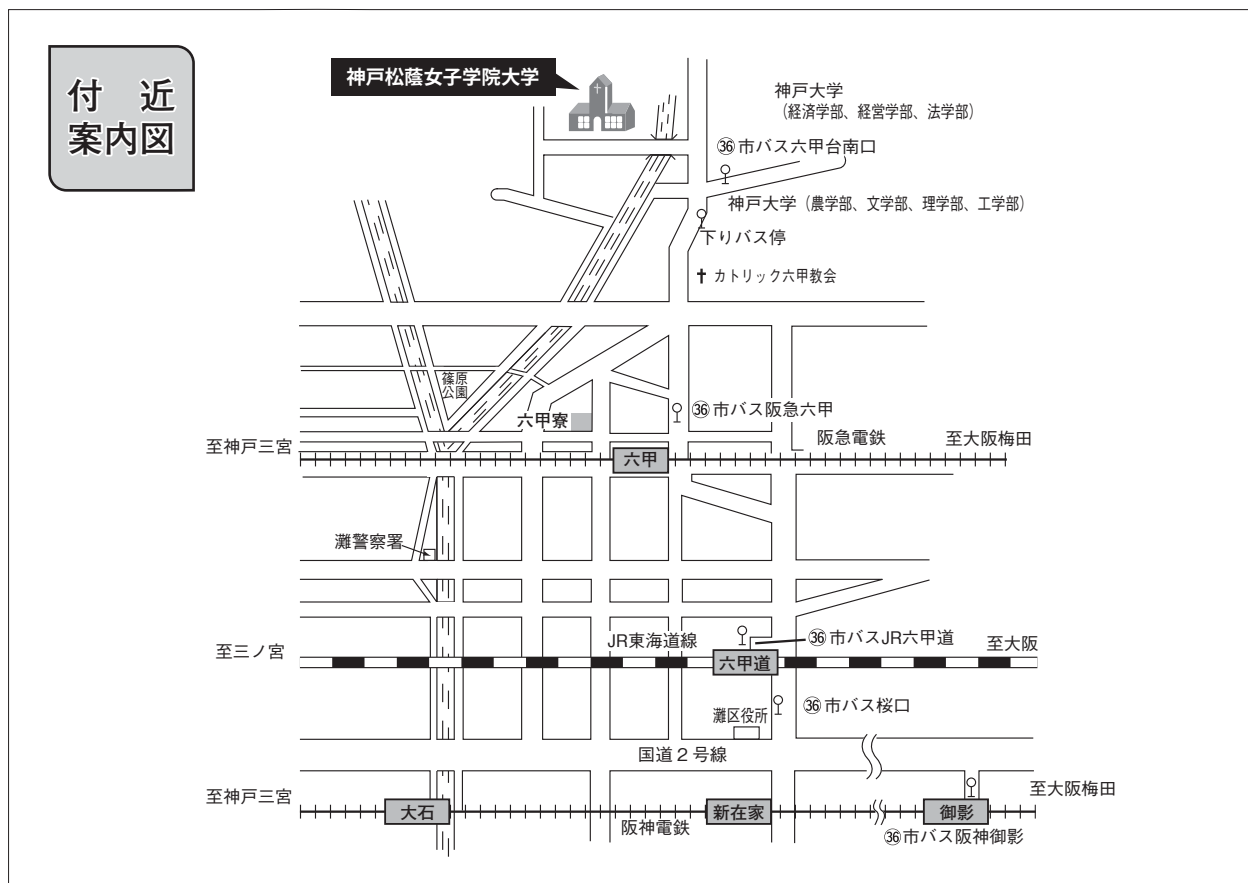 付 近
案内図
神戸松蔭女子学院大学
神戸大学
（経済学部、経営学部、法学部）
㊱市バス六甲台南口
神戸大学（農学部、文学部、理学部、工学部）
下りバス停
カトリック六甲教会
篠原
公園
六甲寮
㊱市バス阪急六甲
至神戸三宮
阪急電鉄
至大阪梅田
六甲
灘警察署
JR東海道線
㊱市バスJR六甲道
至三ノ宮
至大阪
六甲道
灘区役所
㊱市バス桜口
国道２号線
至神戸三宮
至大阪梅田
大石
新在家
御影
阪神電鉄
㊱市バス阪神御影